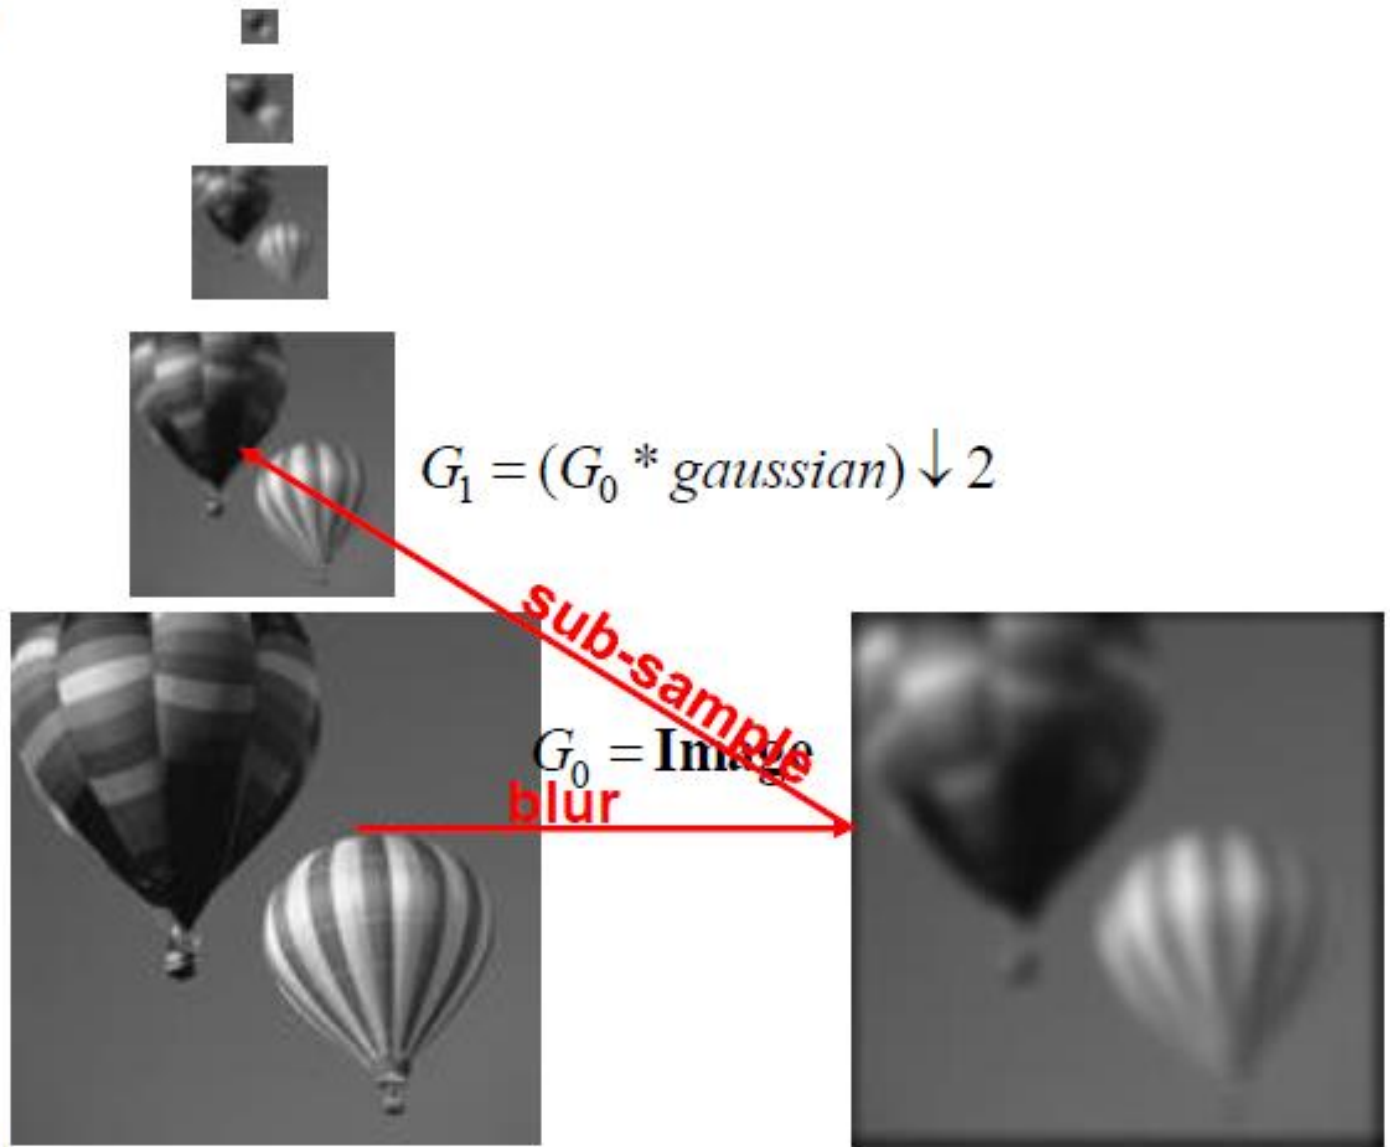 G₁ = (G₀ * gaussian) ↓ 2
sub-sample
G₀ = Image
blur